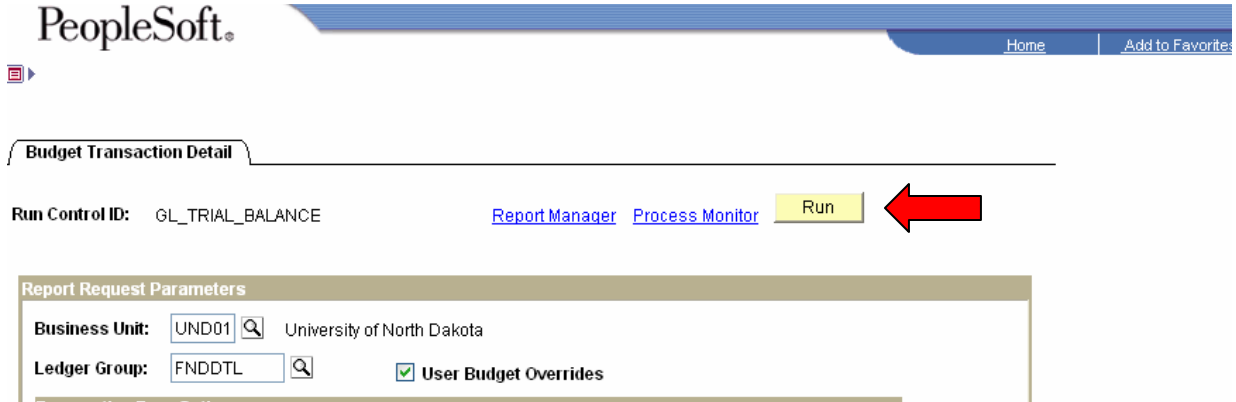 PeopleSoft®
Home Add to Favorites
Budget Transaction Detail
Run Control ID: GL_TRIAL_BALANCE Report Manager Process Monitor Run
Report Request Parameters
Business Unit: UND01 University of North Dakota
Ledger Group: FNDDTL User Budget Overrides